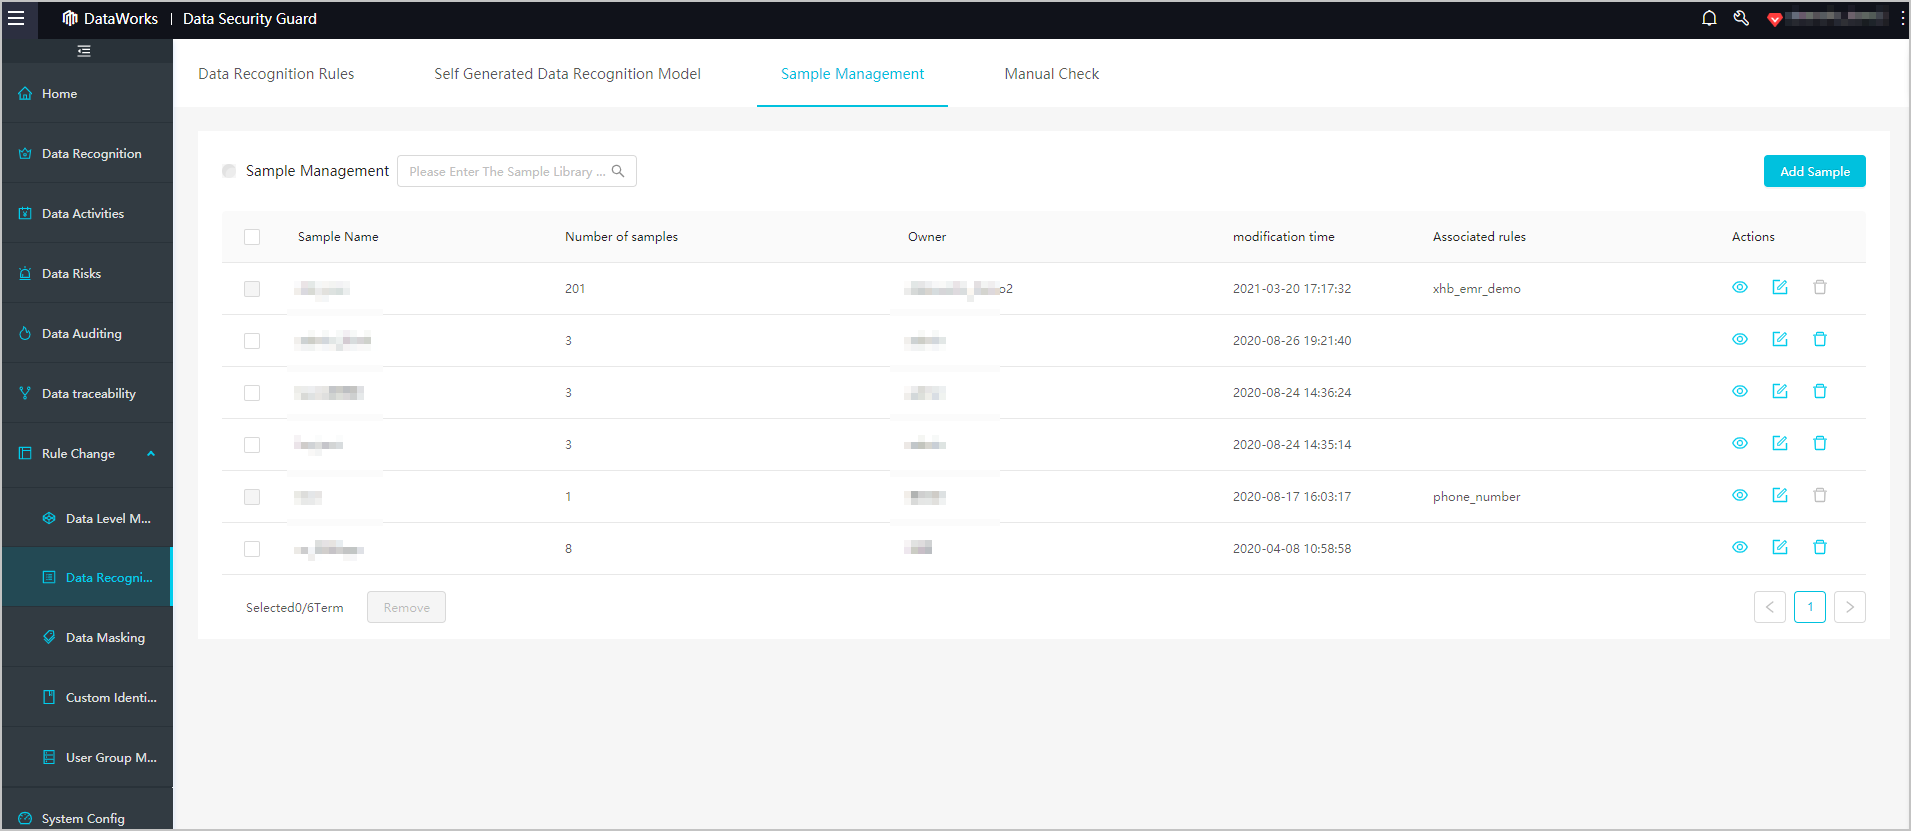 DataWorks | Data Security Guard
Data Recognition Rules
Self Generated Data Recognition Model
Sample Management
Manual Check
Home
Data Recognition
Data Activities
Data Risks
Data Auditing
Data traceability
Rule Change
Data Level M...
Data Recogni...
Data Masking
Custom Identi...
User Group M...
System Config
Sample Management
Please Enter The Sample Library ...
Add Sample
Sample Name Number of samples Owner modification time Associated rules Actions
201 o2 2021-03-20 17:17:32 xhb_emr_demo
3 2020-08-26 19:21:40
3 2020-08-24 14:36:24
3 2020-08-24 14:35:14
1 2020-08-17 16:03:17 phone_number
8 2020-04-08 10:58:58
Selected0/6Term Remove
1